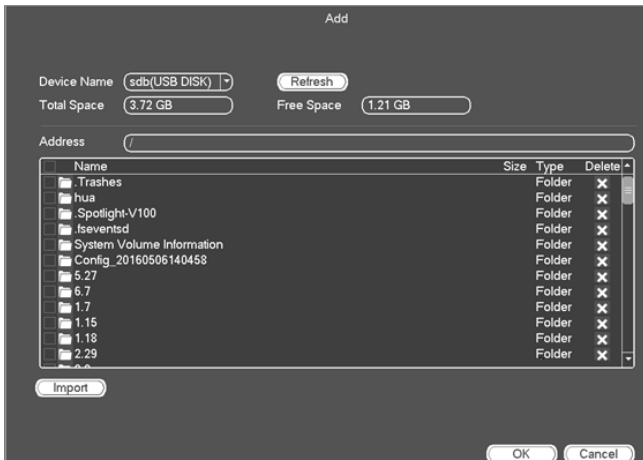 Add
Device Name sdb(USB DISK) Refresh
Total Space 3.72 GB Free Space 1.21 GB
Address /
Name Size Type Delete
.Trashes Folder
hua Folder
.Spotlight-V100 Folder
.fseventsd Folder
System Volume Information Folder
Config_20160506140458 Folder
5.27 Folder
6.7 Folder
1.7 Folder
1.15 Folder
1.18 Folder
2.29 Folder
Import
OK Cancel